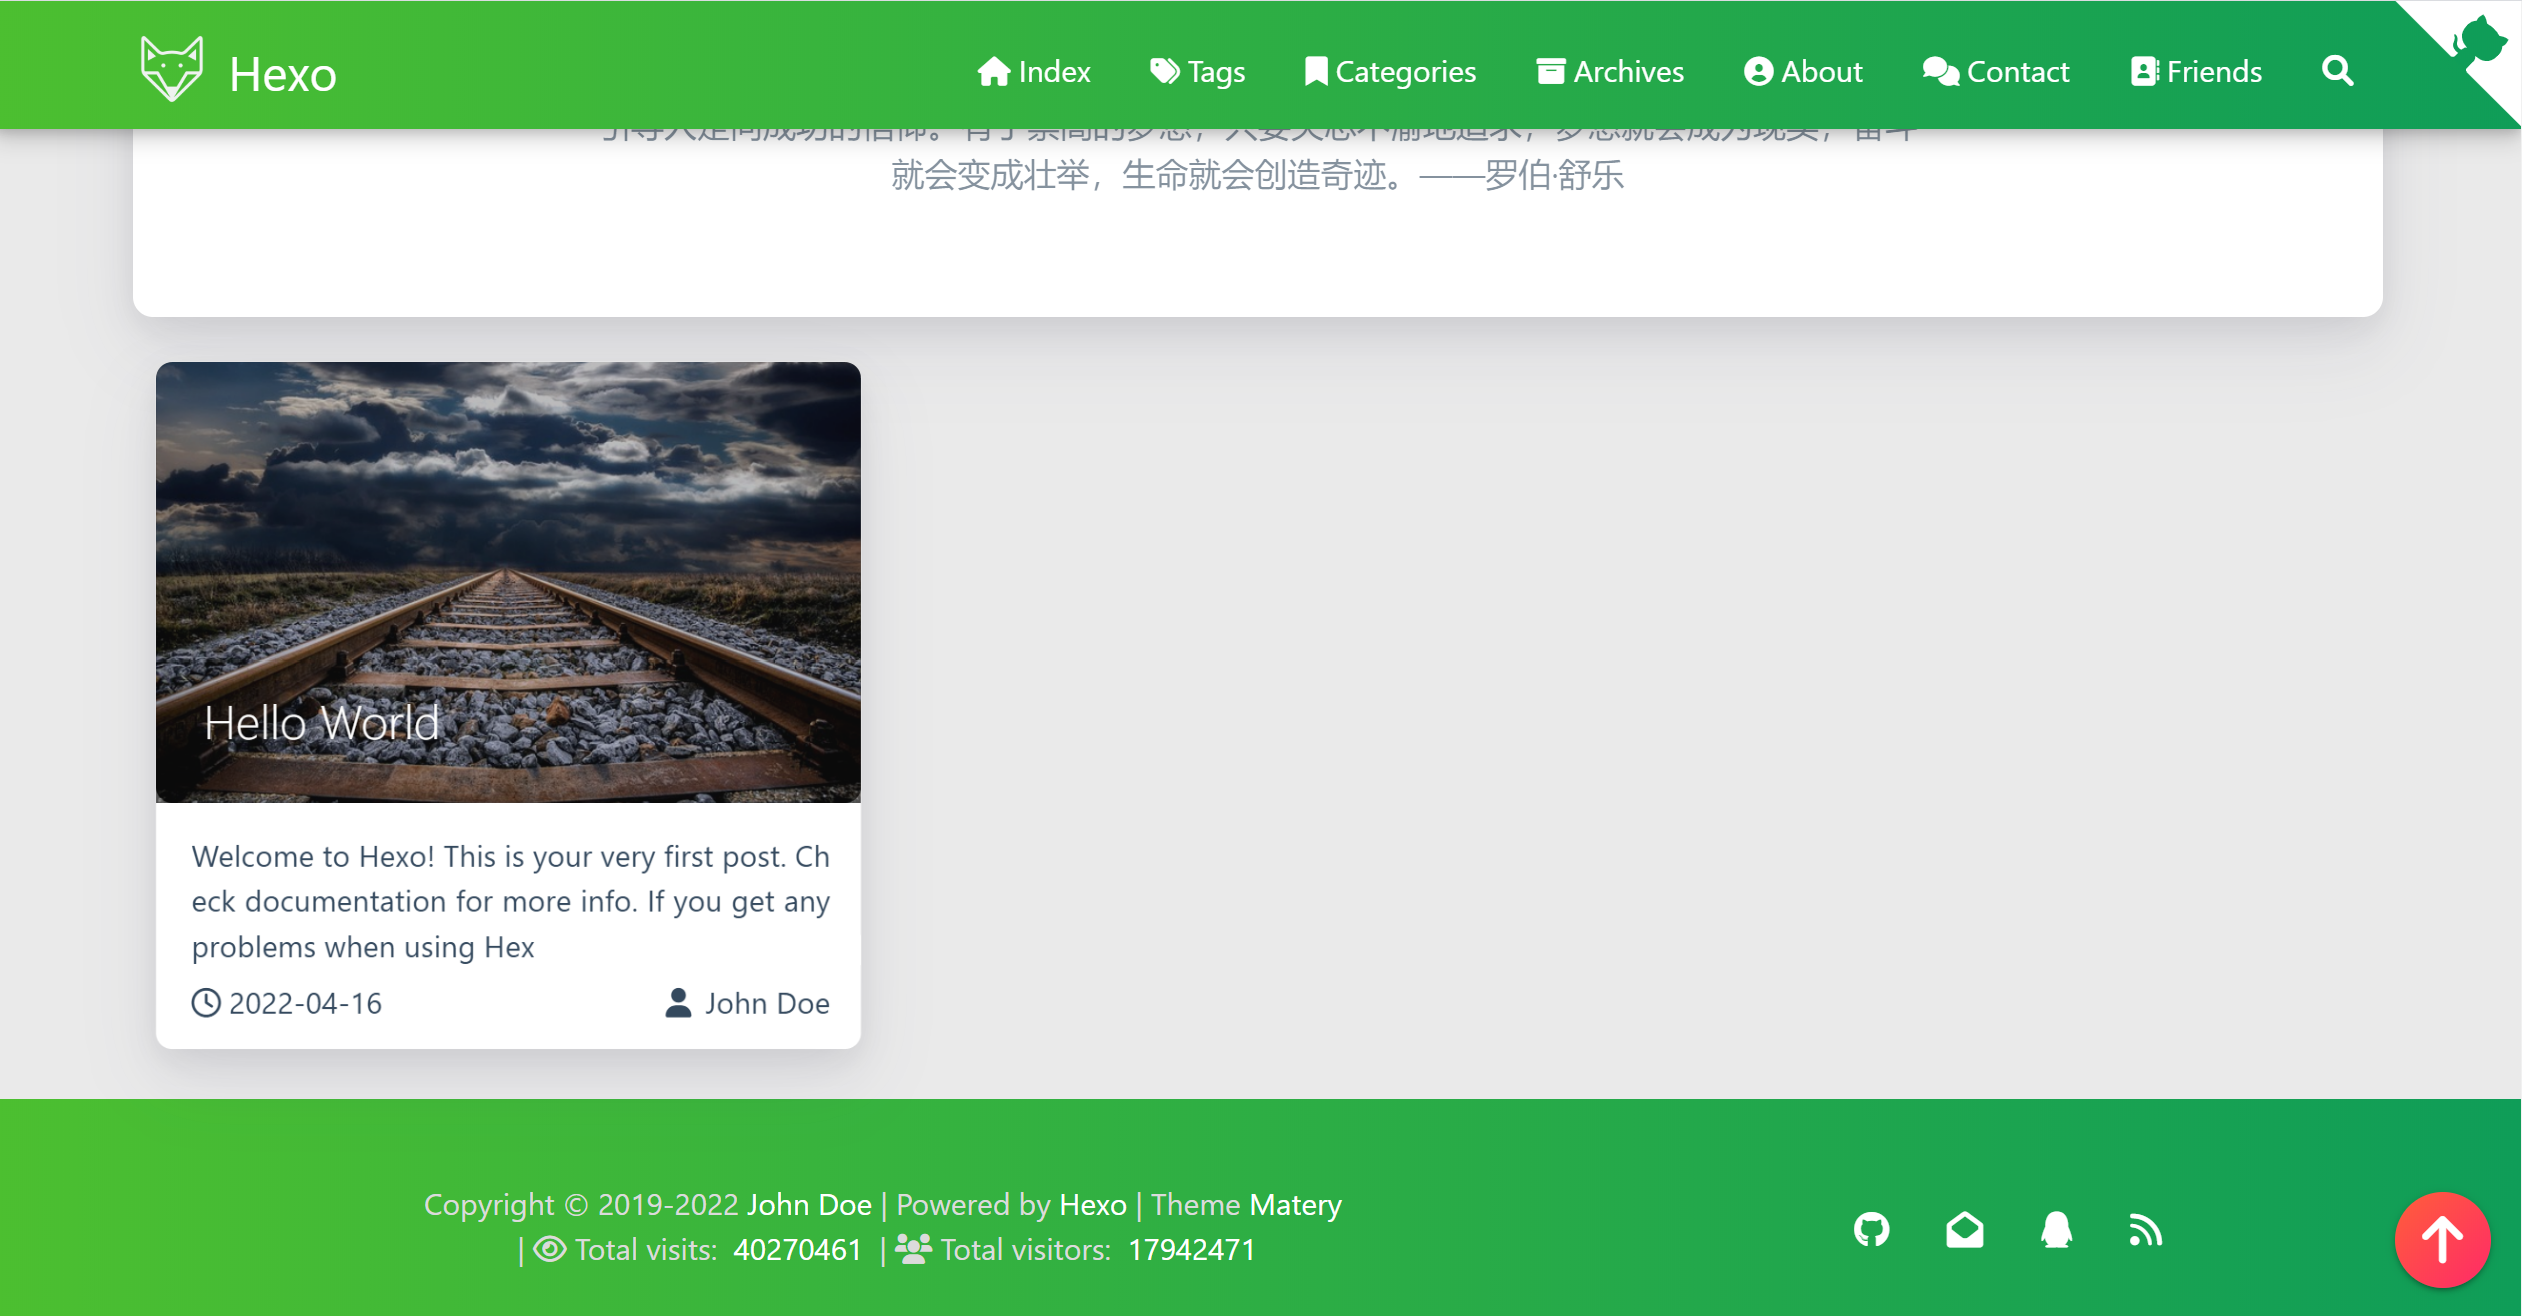 Hexo
Index Tags Categories Archives About Contact Friends
就会变成壮举，生命就会创造奇迹。——罗伯·舒乐
Hello World
Welcome to Hexo! This is your very first post. Ch
eck documentation for more info. If you get any
problems when using Hex
2022-04-16 John Doe
Copyright © 2019-2022 John Doe | Powered by Hexo | Theme Matery
| Total visits: 40270461 | Total visitors: 17942471